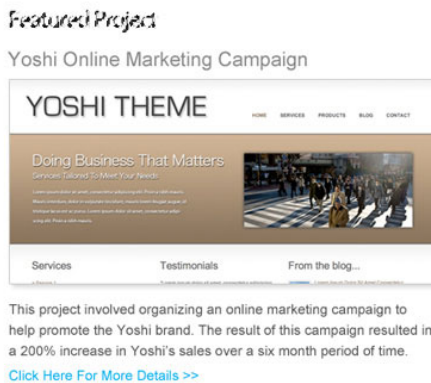 Featured Project
Yoshi Online Marketing Campaign
YOSHI THEME
HOME SERVICES PRODUCTS BLOG CONTACT
Doing Business That Matters
Services Tailored To Meet Your Needs
Services Testimonials From the blog...
This project involved organizing an online marketing campaign to
help promote the Yoshi brand. The result of this campaign resulted in
a 200% increase in Yoshi's sales over a six month period of time.
Click Here For More Details >>